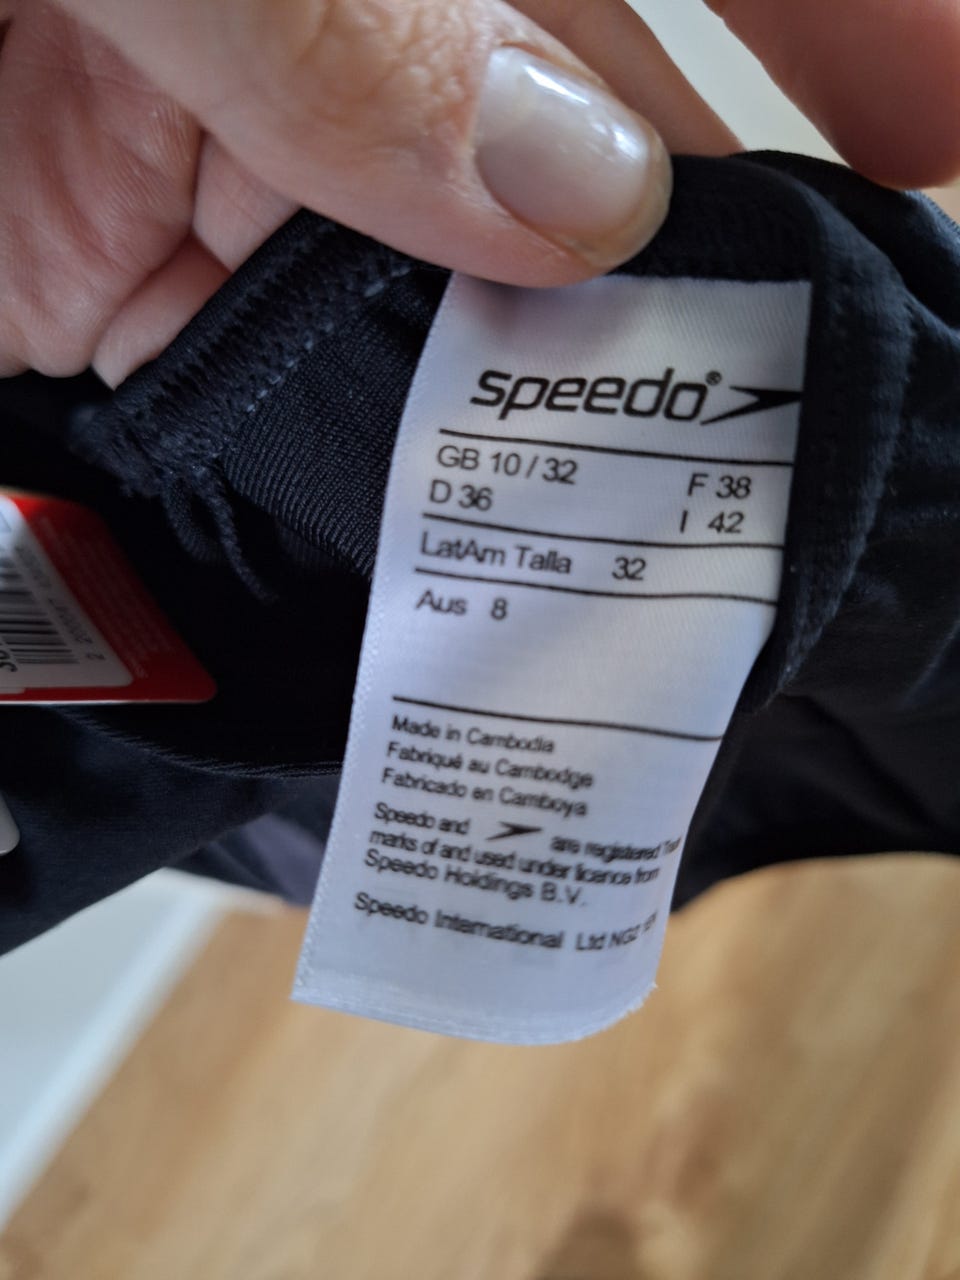 speedo®
GB 10 / 32 F 38
D 36 I 42
LatAm Talla 32
Aus 8
Made in Cambodia
Fabriqué au Cambodge
Fabricado en Camboya
Speedo and are registered
marks of and used under licence from
Speedo Holdings B.V.
Speedo International Ltd NG2